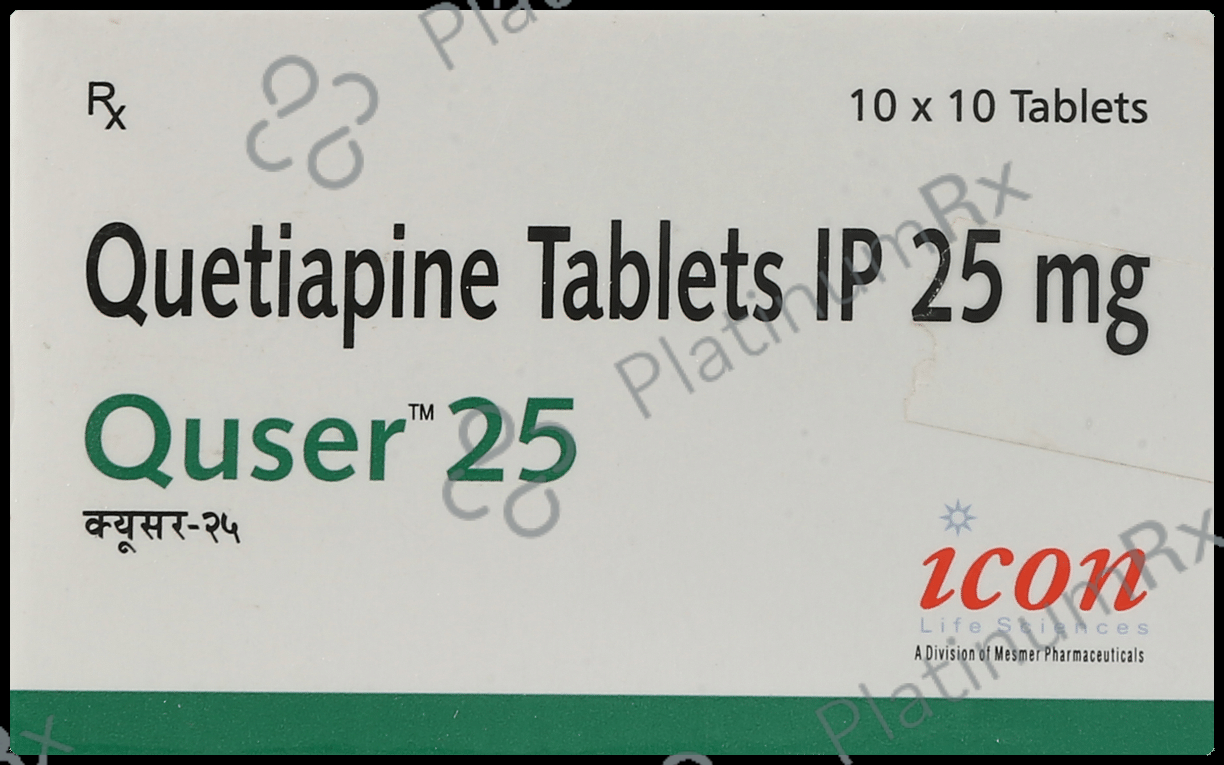 Rx
10 x 10 Tablets
Quetiapine Tablets IP 25 mg
Quser™ 25
क्यूसर-२५
icon
Life Sciences
A Division of Mesmer Pharmaceuticals
PlatinumRx
PlatinumRx